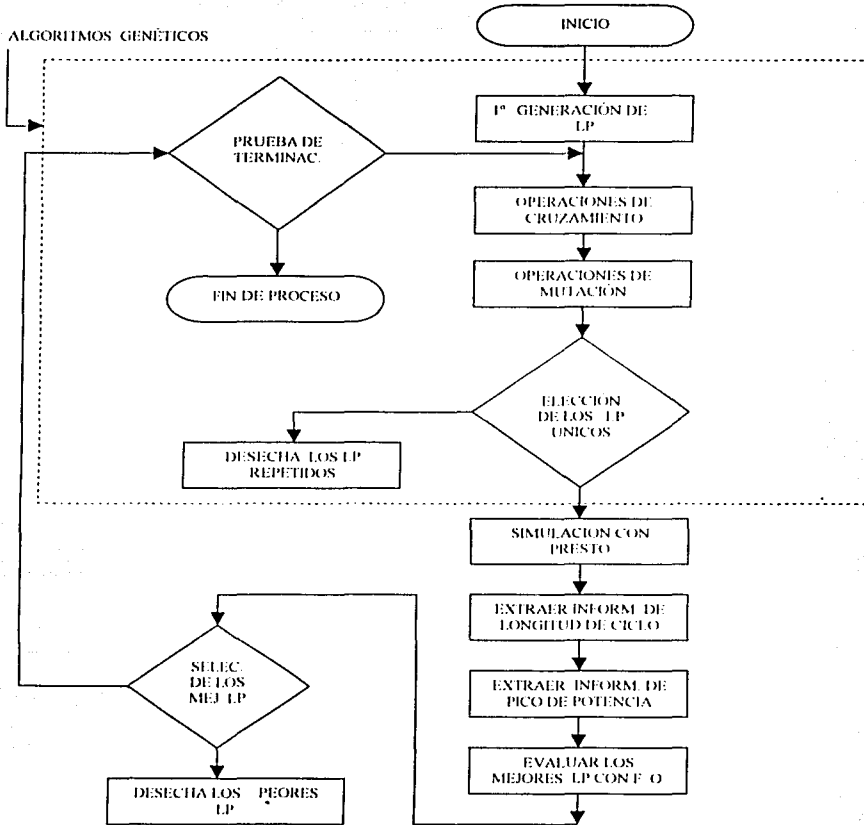 INICIO
ALGORITMOS GENÉTICOS
1ª GENERACIÓN DE
LP
PRUEBA DE
TERMINAC.
OPERACIONES DE
CRUZAMIENTO
OPERACIONES DE
MUTACIÓN
FIN DE PROCESO
ELECCIÓN
DE LOS LP
UNICOS
DESECHA LOS LP
REPETIDOS
SIMULACION CON
PRESTO
EXTRAER INFORM. DE
LONGITUD DE CICLO
SELEC.
DE LOS
MEJ LP
EXTRAER INFORM. DE
PICO DE POTENCIA
EVALUAR LOS
MEJORES LP CON F O
DESECHA LOS PEORES
LP